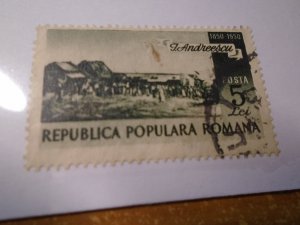 1850-1950
I.Andreescu
POSTA
5
Lei
REPUBLICA POPULARA ROMANA